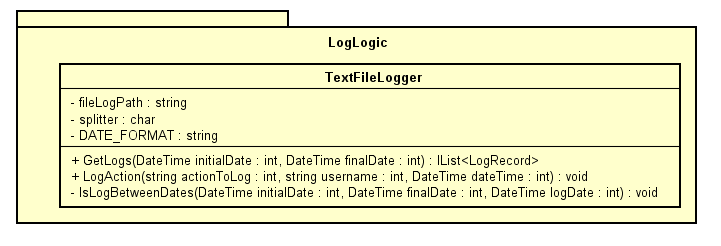 LogLogic
TextFileLogger
- fileLogPath : string
- splitter : char
- DATE_FORMAT : string
+ GetLogs(DateTime initialDate : int, DateTime finalDate : int) : IList<LogRecord>
+ LogAction(string actionToLog : int, string username : int, DateTime dateTime : int) : void
- IsLogBetweenDates(DateTime initialDate : int, DateTime finalDate : int, DateTime logDate : int) : void